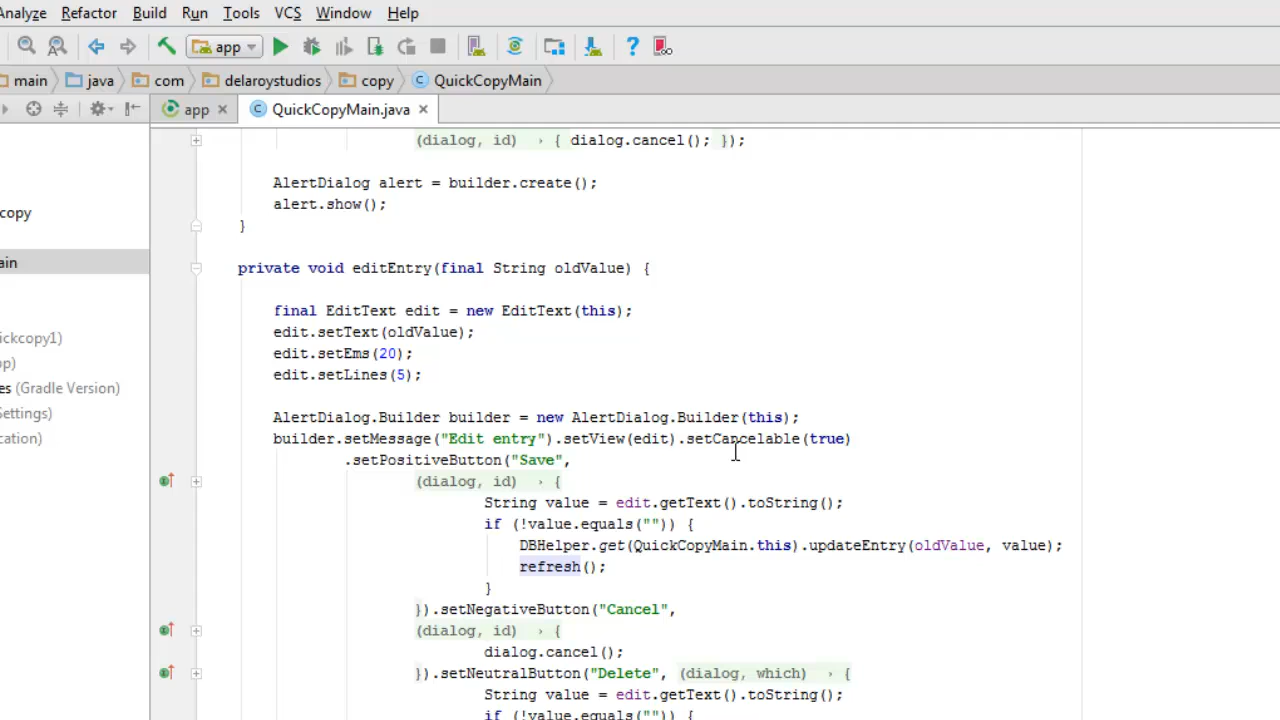 Analyze Refactor Build Run Tools VCS Window Help
app
main java com delaroystudios copy QuickCopyMain
app QuickCopyMain.java
(dialog, id) → { dialog.cancel(); });
AlertDialog alert = builder.create();
alert.show();
copy
}
ain
private void editEntry(final String oldValue) {
final EditText edit = new EditText(this);
edit.setText(oldValue);
ickcopy1)
edit.setEms(20);
pp)
edit.setLines(5);
es (Gradle Version)
Settings)
AlertDialog.Builder builder = new AlertDialog.Builder(this);
cation)
builder.setMessage("Edit entry").setView(edit).setCancelable(true)
.setPositiveButton("Save",
(dialog, id) → {
String value = edit.getText().toString();
if (!value.equals("")) {
DBHelper.get(QuickCopyMain.this).updateEntry(oldValue, value);
refresh();
}
}).setNegativeButton("Cancel",
(dialog, id) → {
dialog.cancel();
}).setNeutralButton("Delete", (dialog, which) → {
String value = edit.getText().toString();
if (!value.equals("")) {